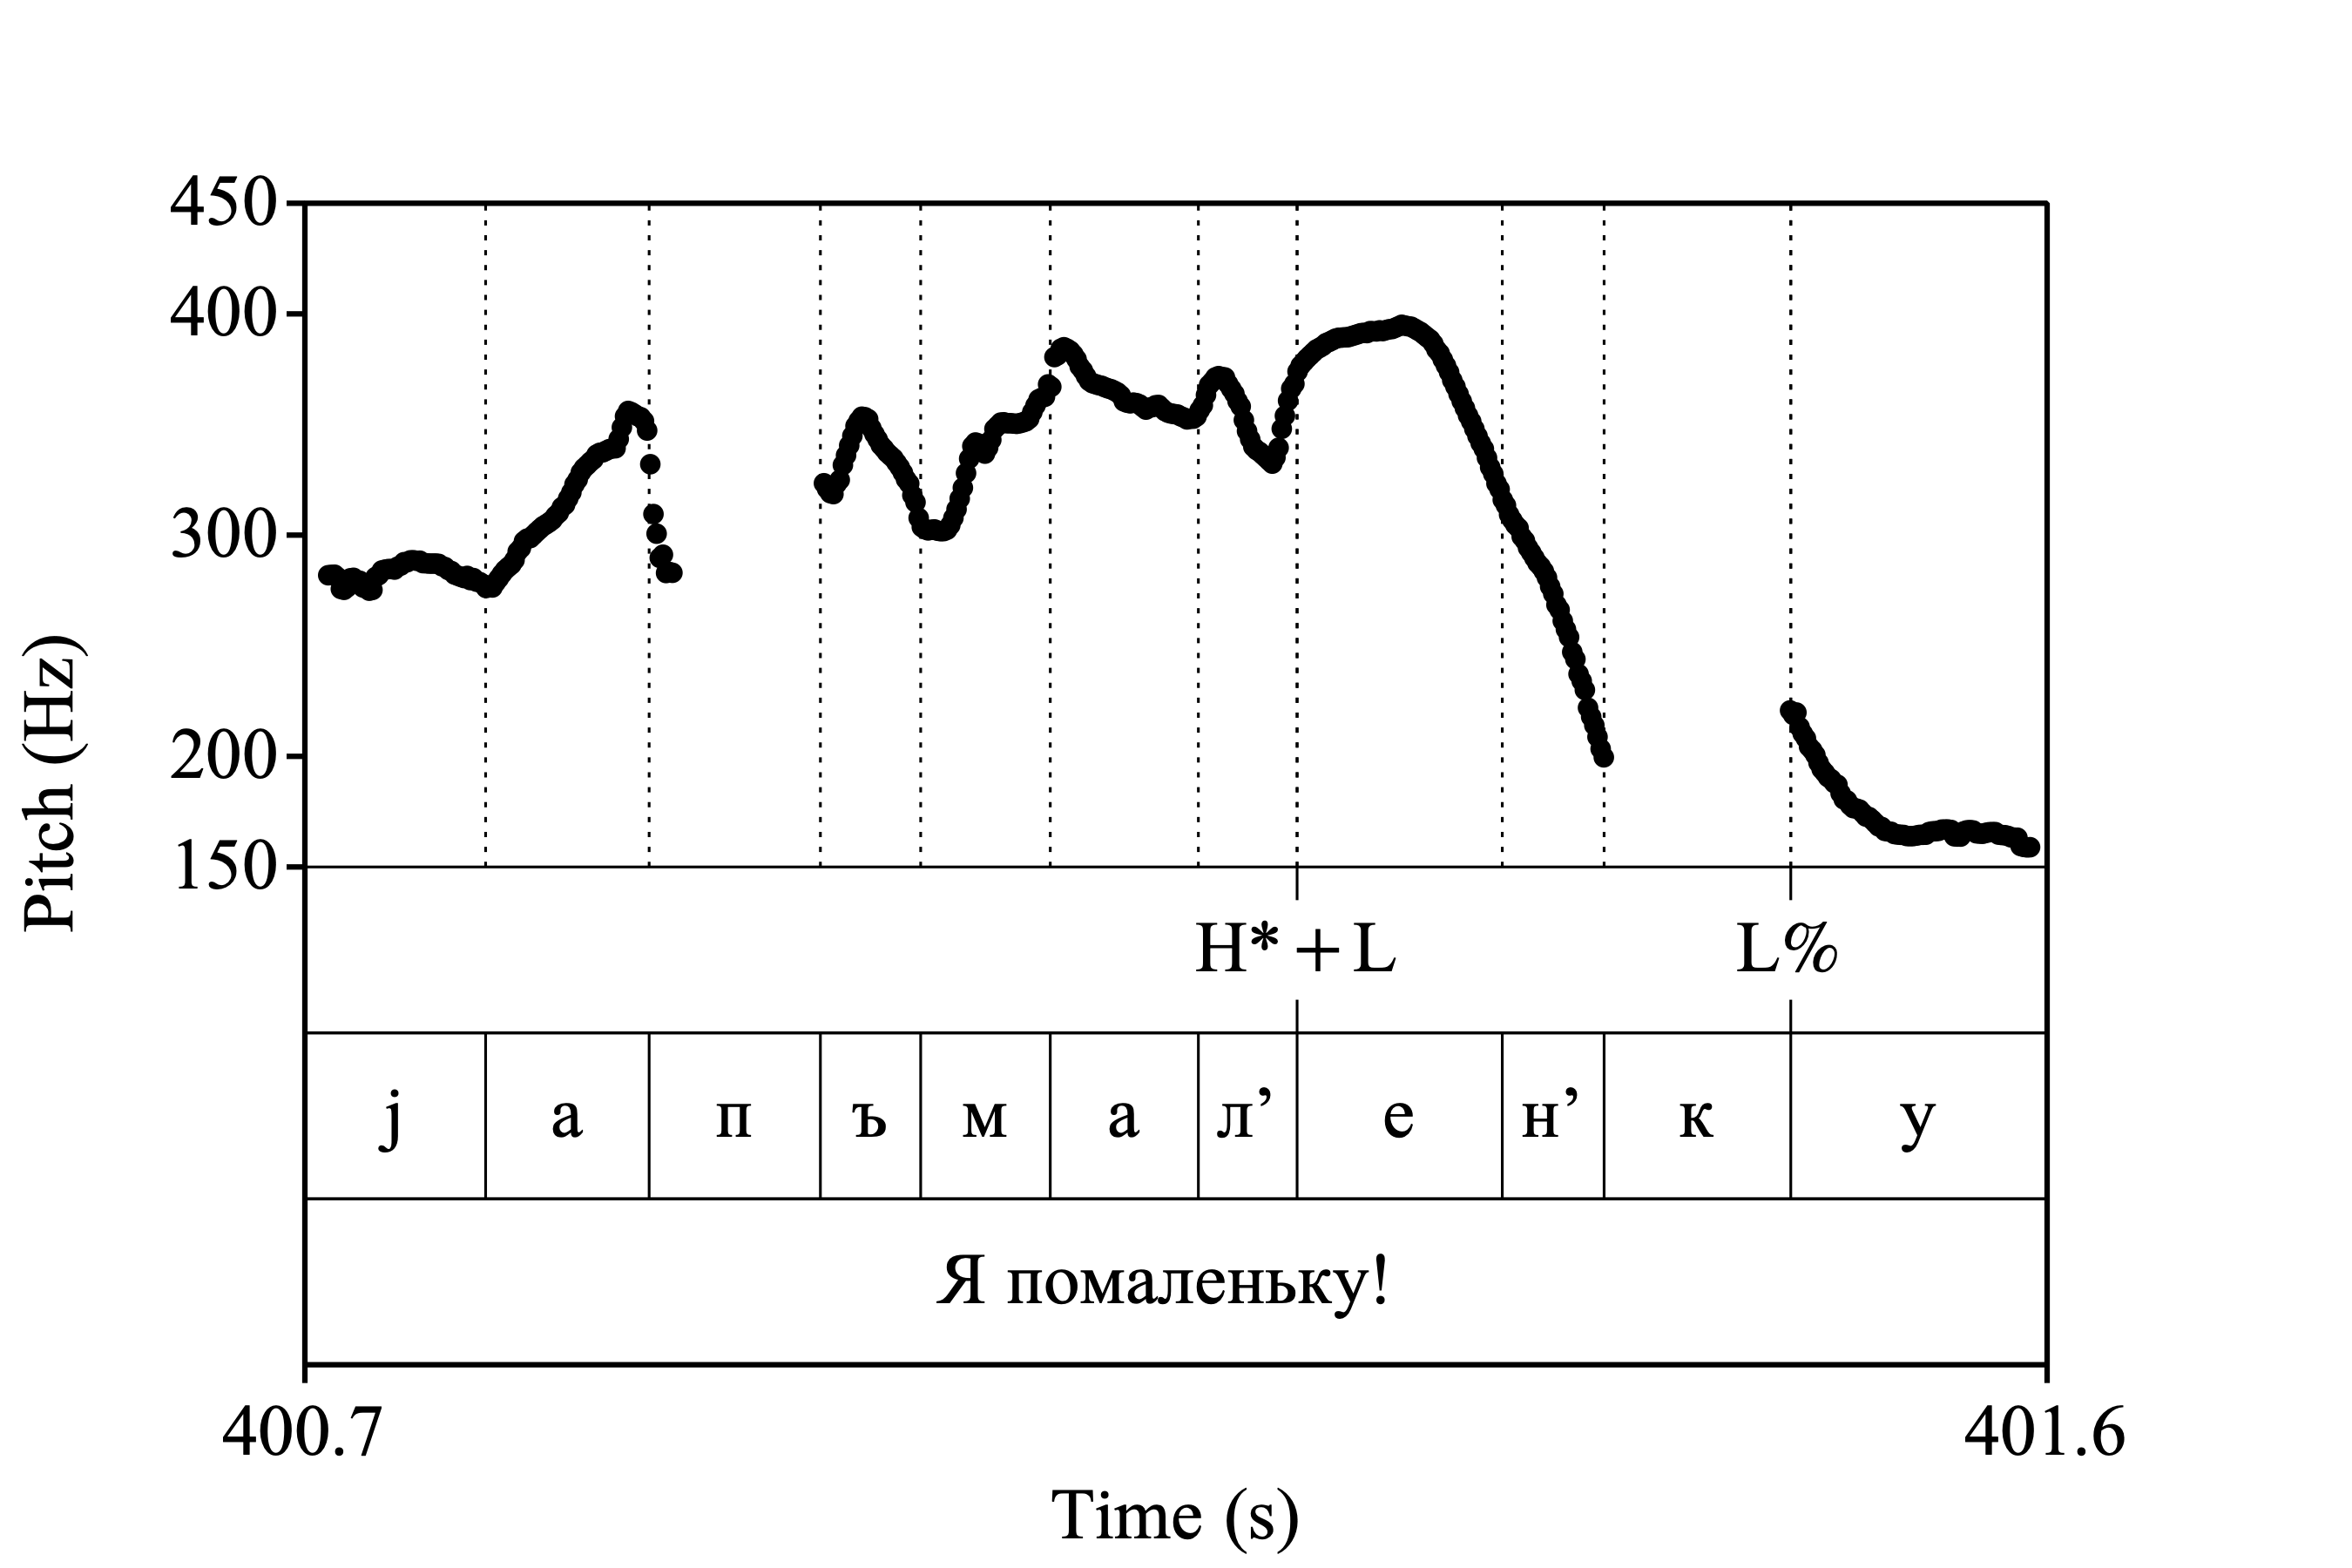 450
400
300
200
150
Pitch (Hz)
H*+L L%
j а п ъ м а л’ е н’ к у
Я помаленьку!
400.7 401.6
Time (s)